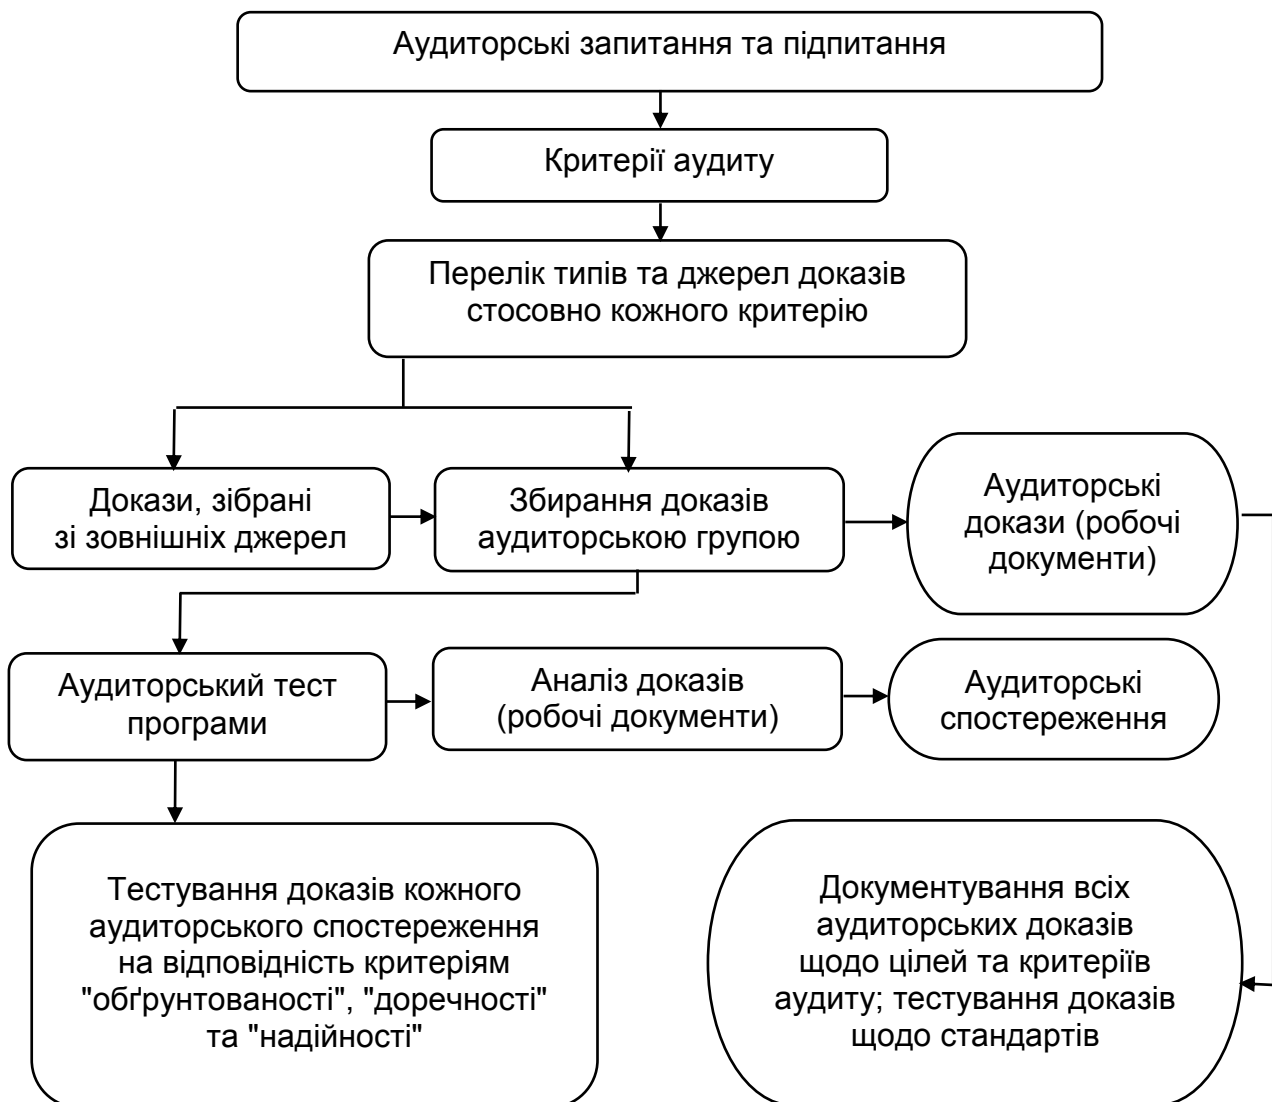 Аудиторські запитання та підпитання
Критерії аудиту
Перелік типів та джерел доказів
стосовно кожного критерію
Докази, зібрані
зі зовнішніх джерел
Збирання доказів
аудиторською групою
Аудиторські
докази (робочі
документи)
Аудиторський тест
програми
Аналіз доказів
(робочі документи)
Аудиторські
спостереження
Тестування доказів кожного
аудиторського спостереження
на відповідність критеріям
"обґрунтованості", "доречності"
та "надійності"
Документування всіх
аудиторських доказів
щодо цілей та критеріїв
аудиту; тестування доказів
щодо стандартів